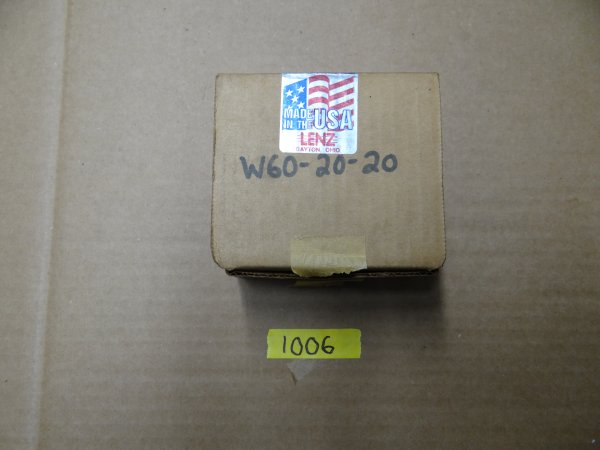 MADE
IN THE
USA
LENZ
DAYTON, OHIO
W60-20-20
1006